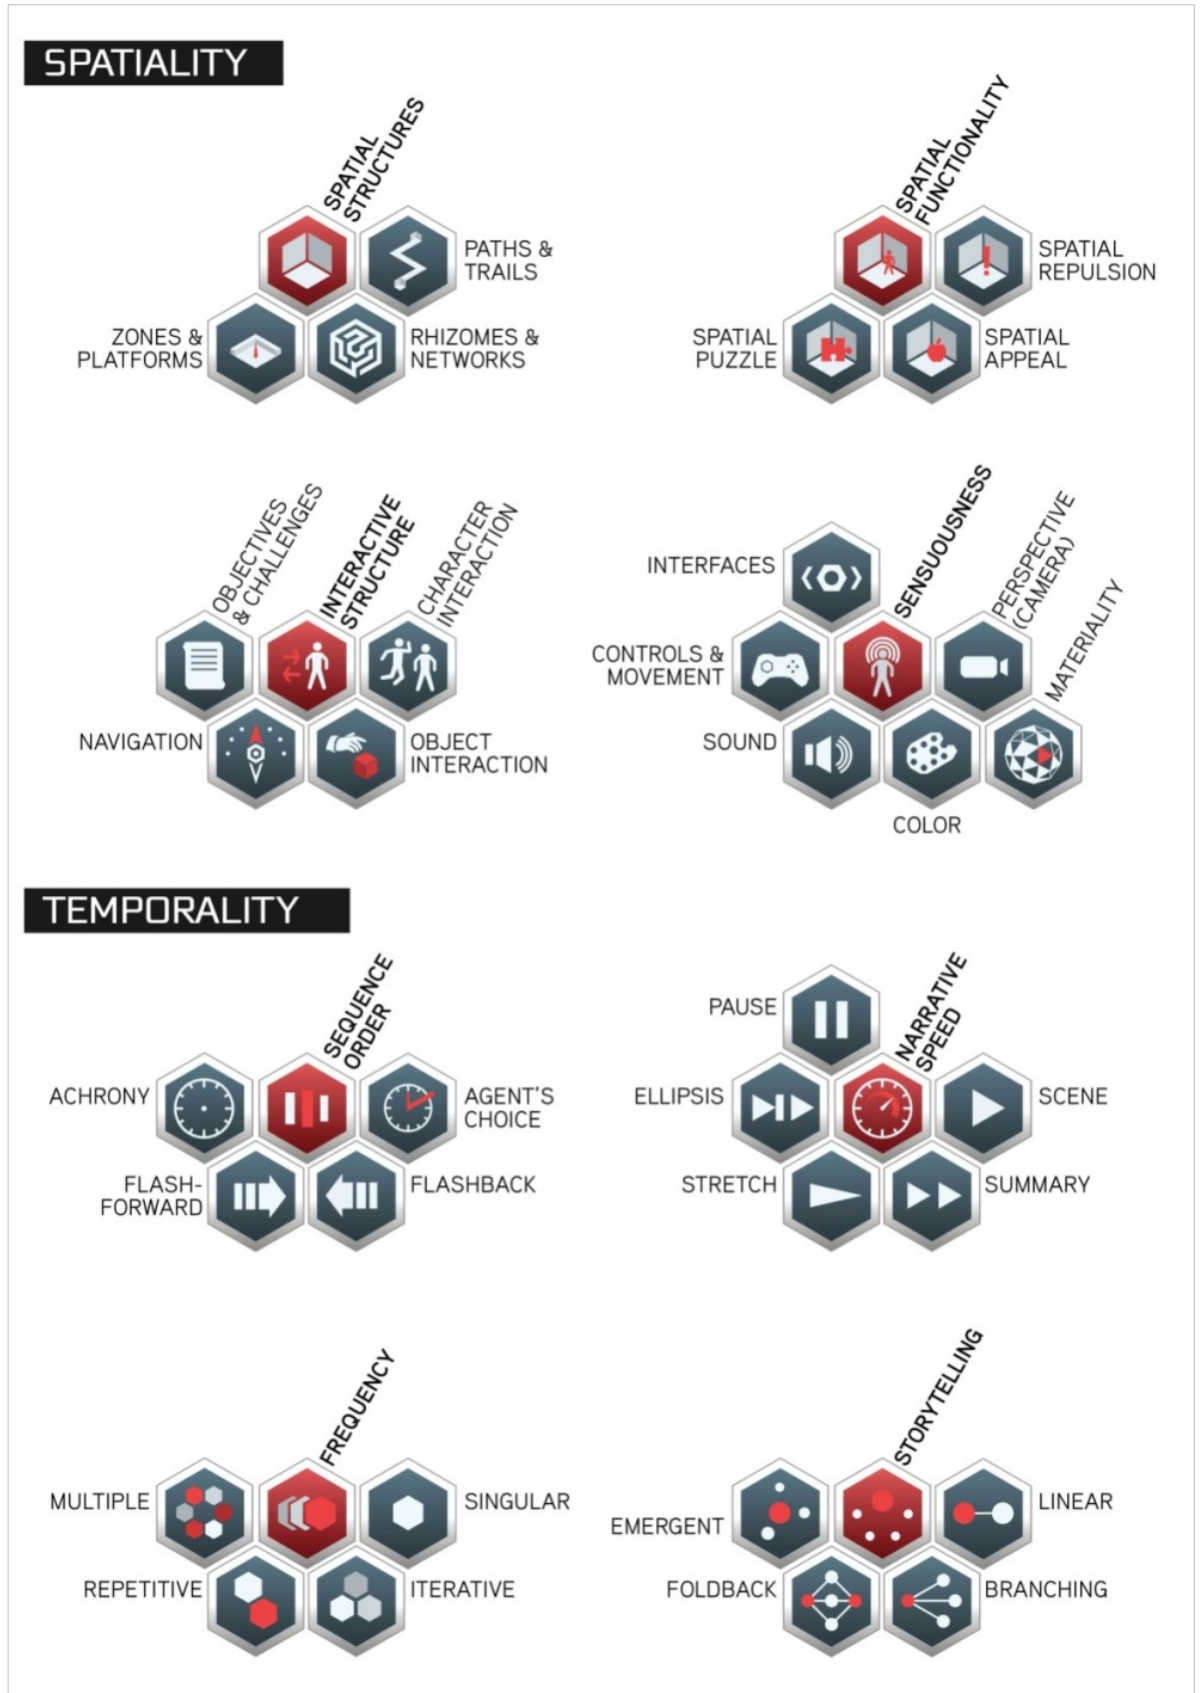 SPATIALITY
SPATIAL
STRUCTURES
PATHS &
TRAILS
ZONES &
PLATFORMS
RHIZOMES &
NETWORKS
SPATIAL
FUNCTIONALITY
SPATIAL
REPULSION
SPATIAL
PUZZLE
SPATIAL
APPEAL
OBJECTIVES
& CHALLENGES
INTERACTIVE
STRUCTURE
CHARACTER
INTERACTION
NAVIGATION
OBJECT
INTERACTION
INTERFACES
SENSUOUSNESS
PERSPECTIVE
(CAMERA)
MATERIALITY
CONTROLS &
MOVEMENT
SOUND
COLOR
TEMPORALITY
SEQUENCE
ORDER
ACHRONY
AGENT'S
CHOICE
FLASH-
FORWARD
FLASHBACK
PAUSE
NARRATIVE
SPEED
ELLIPSIS
SCENE
STRETCH
SUMMARY
FREQUENCY
MULTIPLE
SINGULAR
REPETITIVE
ITERATIVE
STORYTELLING
EMERGENT
LINEAR
FOLDBACK
BRANCHING